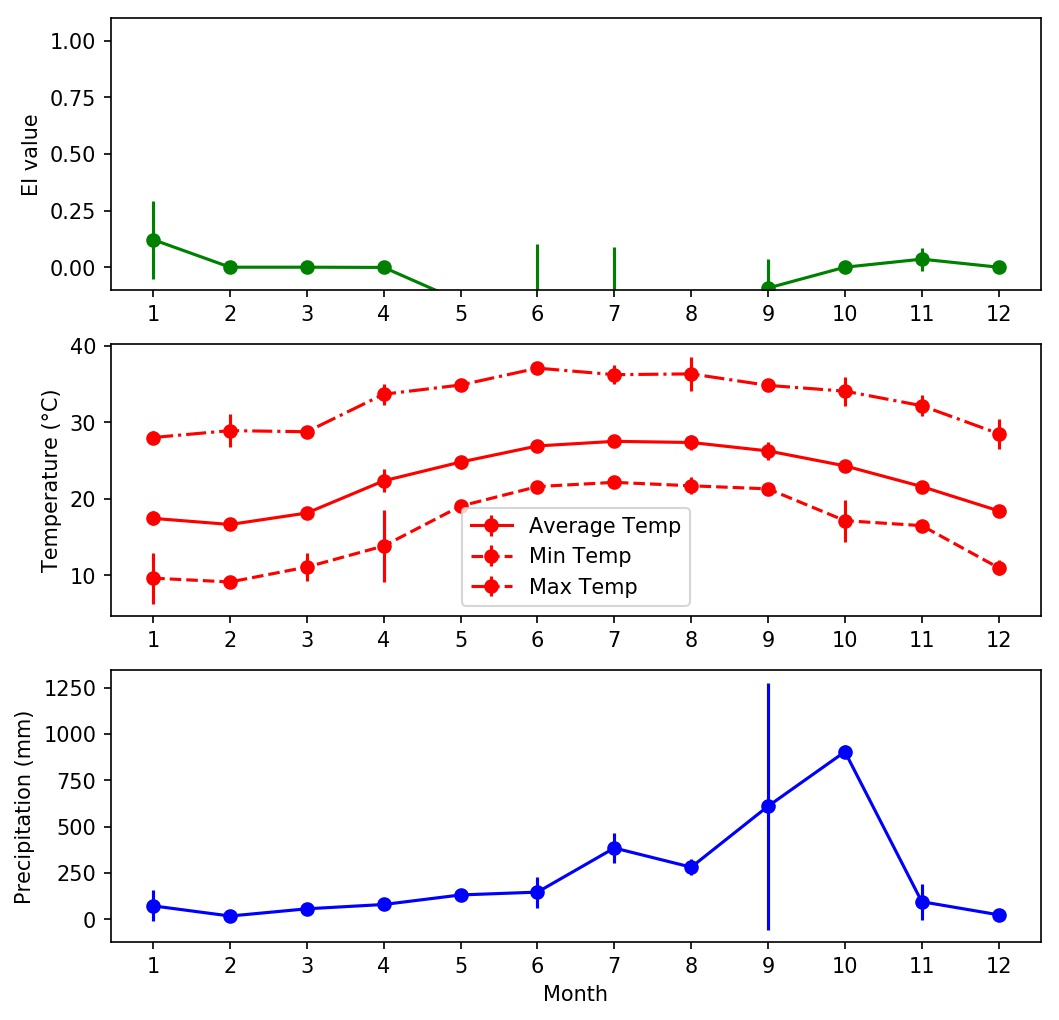 1.00
0.75
0.50
0.25
0.00
EI value
1 2 3 4 5 6 7 8 9 10 11 12
40
30
20
10
Temperature (°C)
Average Temp
Min Temp
Max Temp
1 2 3 4 5 6 7 8 9 10 11 12
1250
1000
750
500
250
0
Precipitation (mm)
1 2 3 4 5 6 7 8 9 10 11 12
Month